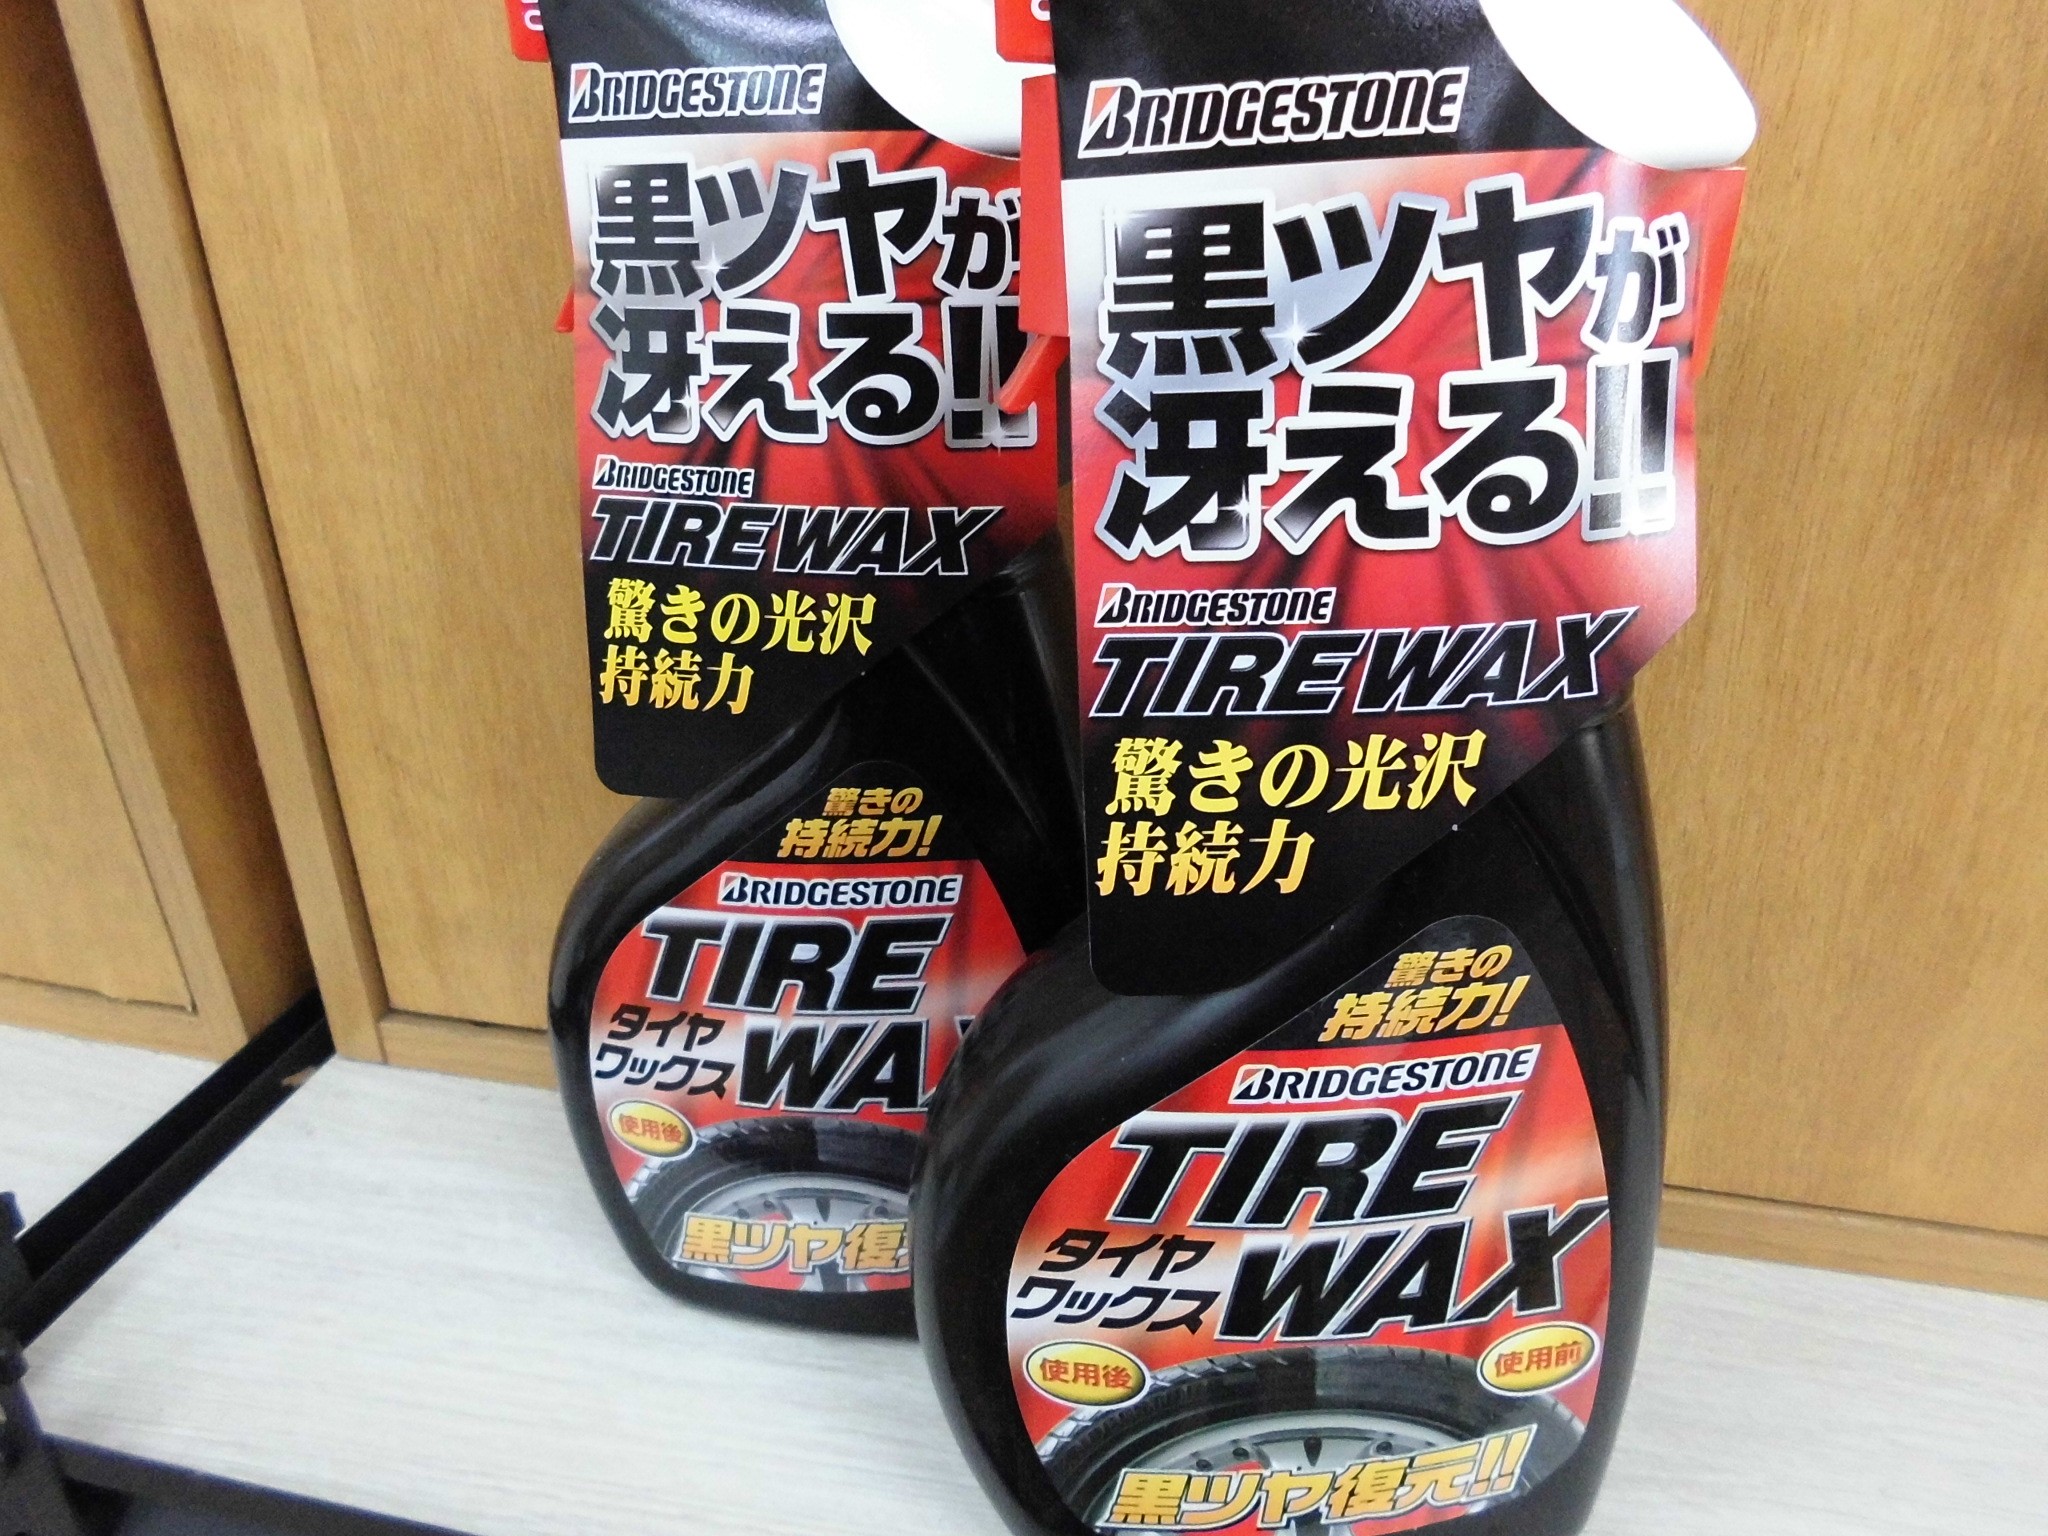 BRIDGESTONE
黒ツヤが
冴える!!
BRIDGESTONE
TIRE WAX
驚きの光沢
持続力
驚きの
持続力!
BRIDGESTONE
TIRE
タイヤ
ワックス
使用後
黒ツヤ復
BRIDGESTONE
黒ツヤが
冴える!!
BRIDGESTONE
TIRE WAX
驚きの光沢
持続力
驚きの
持続力!
BRIDGESTONE
TIRE
WAX
タイヤ
ワックス
使用後
使用前
黒ツヤ復元!!